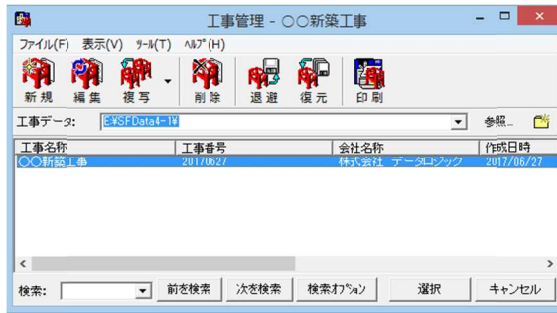 工事管理 - 〇〇新築工事
ファイル(F) 表示(V) ツール(T) ヘルプ(H)
新規 編集 複写 削除 退避 復元 印刷
工事データ: E:¥SFData4-1¥ 参照...
工事名称 工事番号 会社名称 作成日時
〇〇新築工事 20170627 株式会社 データロジック 2017/06/27
検索: 前を検索 次を検索 検索オプション 選択 キャンセル